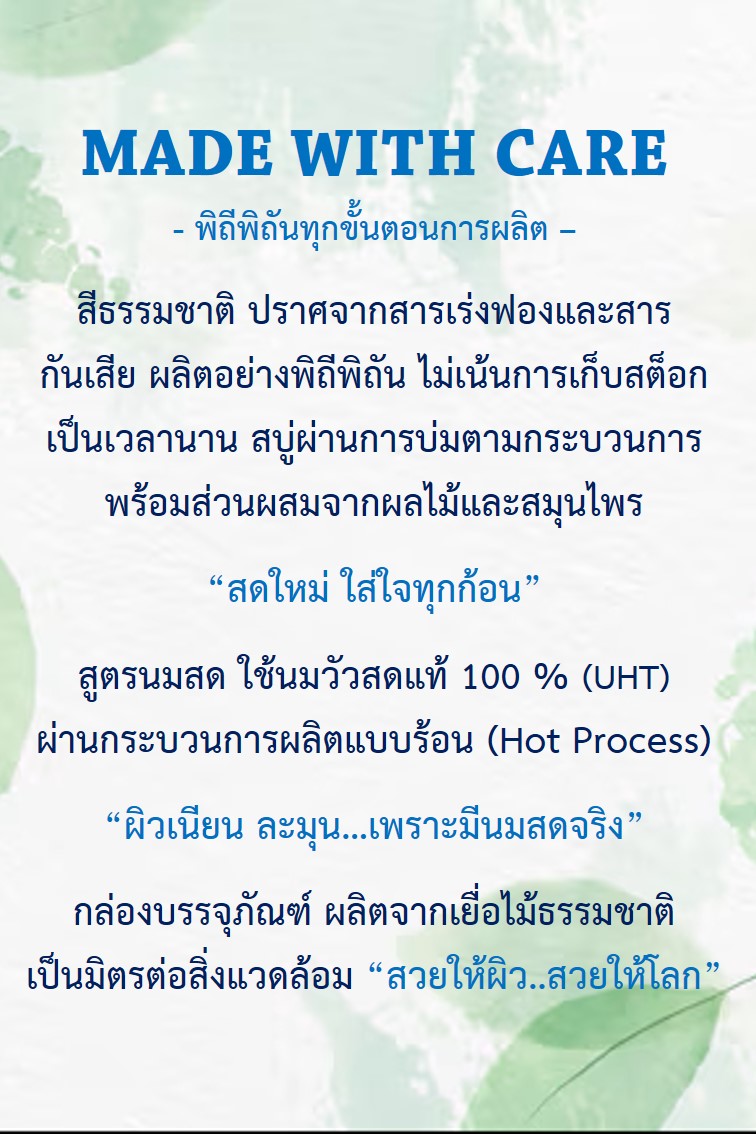 MADE WITH CARE
- พิถีพิถันทุกขั้นตอนการผลิต –
สีธรรมชาติ ปราศจากสารเร่งฟองและสาร
กันเสีย ผลิตอย่างพิถีพิถัน ไม่เน้นการเก็บสต็อก
เป็นเวลานาน สบู่ผ่านการบ่มตามกระบวนการ
พร้อมส่วนผสมจากผลไม้และสมุนไพร
“สดใหม่ ใส่ใจทุกก้อน”
สูตรนมสด ใช้นมวัวสดแท้ 100 % (UHT)
ผ่านกระบวนการผลิตแบบร้อน (Hot Process)
“ผิวเนียน ละมุน...เพราะมีนมสดจริง”
กล่องบรรจุภัณฑ์ ผลิตจากเยื่อไม้ธรรมชาติ
เป็นมิตรต่อสิ่งแวดล้อม “สวยให้ผิว..สวยให้โลก”